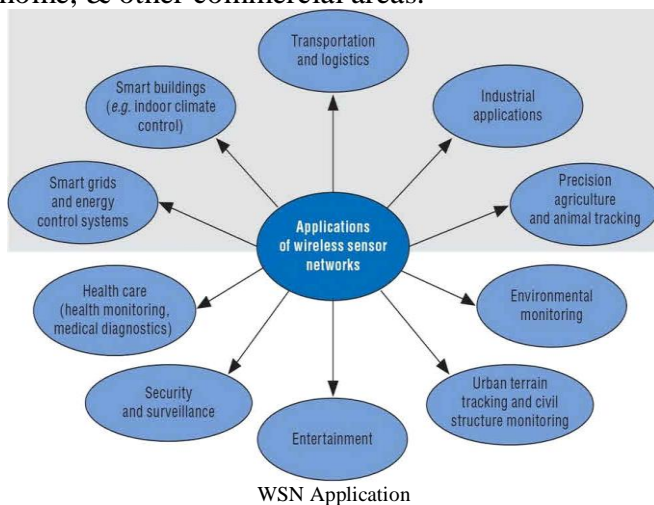 home, & other commercial areas.
Transportation
and logistics
Smart buildings
(e.g. indoor climate
control)
Industrial
applications
Smart grids
and energy
control systems
Precision
agriculture
and animal tracking
Applications
of wireless sensor
networks
Health care
(health monitoring,
medical diagnostics)
Environmental
monitoring
Security
and surveillance
Urban terrain
tracking and civil
structure monitoring
Entertainment
WSN Application